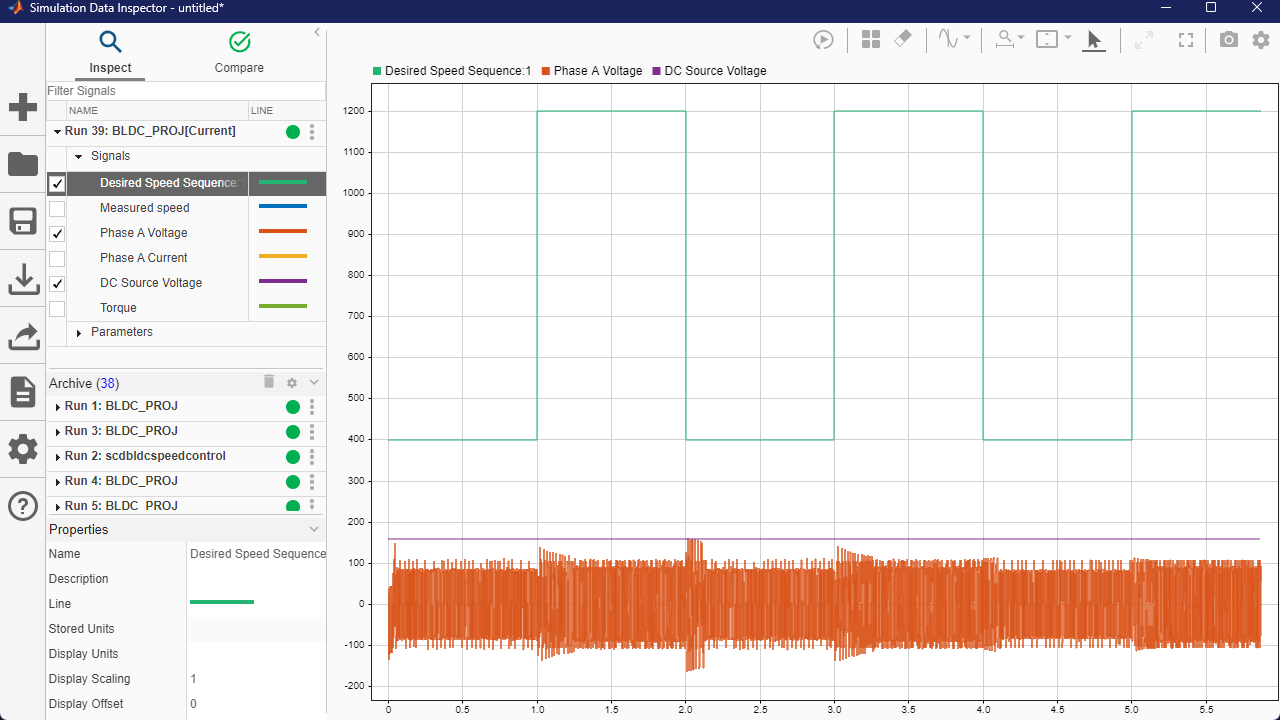 Simulation Data Inspector - untitled*
Inspect
Compare
Filter Signals
NAME LINE
Run 39: BLDC_PROJ[Current]
Signals
Desired Speed Sequence:
Measured speed
Phase A Voltage
Phase A Current
DC Source Voltage
Torque
Parameters
Archive (38)
Run 1: BLDC_PROJ
Run 3: BLDC_PROJ
Run 2: scdbldcspeedcontrol
Run 4: BLDC_PROJ
Run 5: BLDC_PROJ
Properties
Name Desired Speed Sequence
Description
Line
Stored Units
Display Units
Display Scaling 1
Display Offset 0
Desired Speed Sequence:1 Phase A Voltage DC Source Voltage
1200
1100
1000
900
800
700
600
500
400
300
200
100
0
-100
-200
0 0.5 1.0 1.5 2.0 2.5 3.0 3.5 4.0 4.5 5.0 5.5